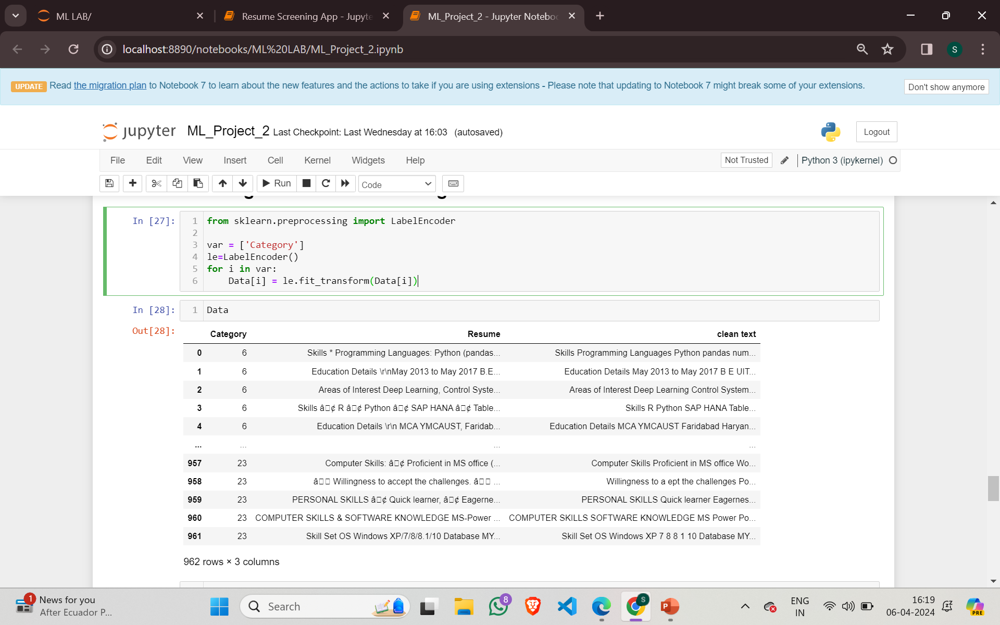 ML LAB/
Resume Screening App - Jupyte
ML_Project_2 - Jupyter Noteboo
localhost:8890/notebooks/ML%20LAB/ML_Project_2.ipynb
S
UPDATE Read the migration plan to Notebook 7 to learn about the new features and the actions to take if you are using extensions - Please note that updating to Notebook 7 might break some of your extensions.
Don't show anymore
jupyter ML_Project_2 Last Checkpoint: Last Wednesday at 16:03 (autosaved)
Logout
File Edit View Insert Cell Kernel Widgets Help
Not Trusted
Python 3 (ipykernel)
Run
Code
In [27]:
1 from sklearn.preprocessing import LabelEncoder
2
3 var = ['Category']
4 le=LabelEncoder()
5 for i in var:
6     Data[i] = le.fit_transform(Data[i])
In [28]: 1 Data
Out[28]:
Category Resume clean text
0 6 Skills * Programming Languages: Python (pandas... Skills Programming Languages Python pandas num...
1 6 Education Details \r\nMay 2013 to May 2017 B.E... Education Details May 2013 to May 2017 B E UIT...
2 6 Areas of Interest Deep Learning, Control Syste... Areas of Interest Deep Learning Control System...
3 6 Skills â□¢ R â□¢ Python â□¢ SAP HANA â□¢ Table... Skills R Python SAP HANA Table...
4 6 Education Details \r\n MCA YMCAUST, Faridab... Education Details MCA YMCAUST Faridabad Haryan...
... ... ... ...
957 23 Computer Skills: â□¢ Proficient in MS office (... Computer Skills Proficient in MS office Wo...
958 23 â□□ Willingness to accept the challenges. â□□ ... Willingness to a ept the challenges Po...
959 23 PERSONAL SKILLS â□¢ Quick learner, â□¢ Eagerne... PERSONAL SKILLS Quick learner Eagernes...
960 23 COMPUTER SKILLS & SOFTWARE KNOWLEDGE MS-Power ... COMPUTER SKILLS SOFTWARE KNOWLEDGE MS Power Po...
961 23 Skill Set OS Windows XP/7/8/8.1/10 Database MY... Skill Set OS Windows XP 7 8 8 1 10 Database MY...
962 rows × 3 columns
1
News for you
After Ecuador P...
Search
8
S
P
ENG
IN
16:19
06-04-2024
PRE